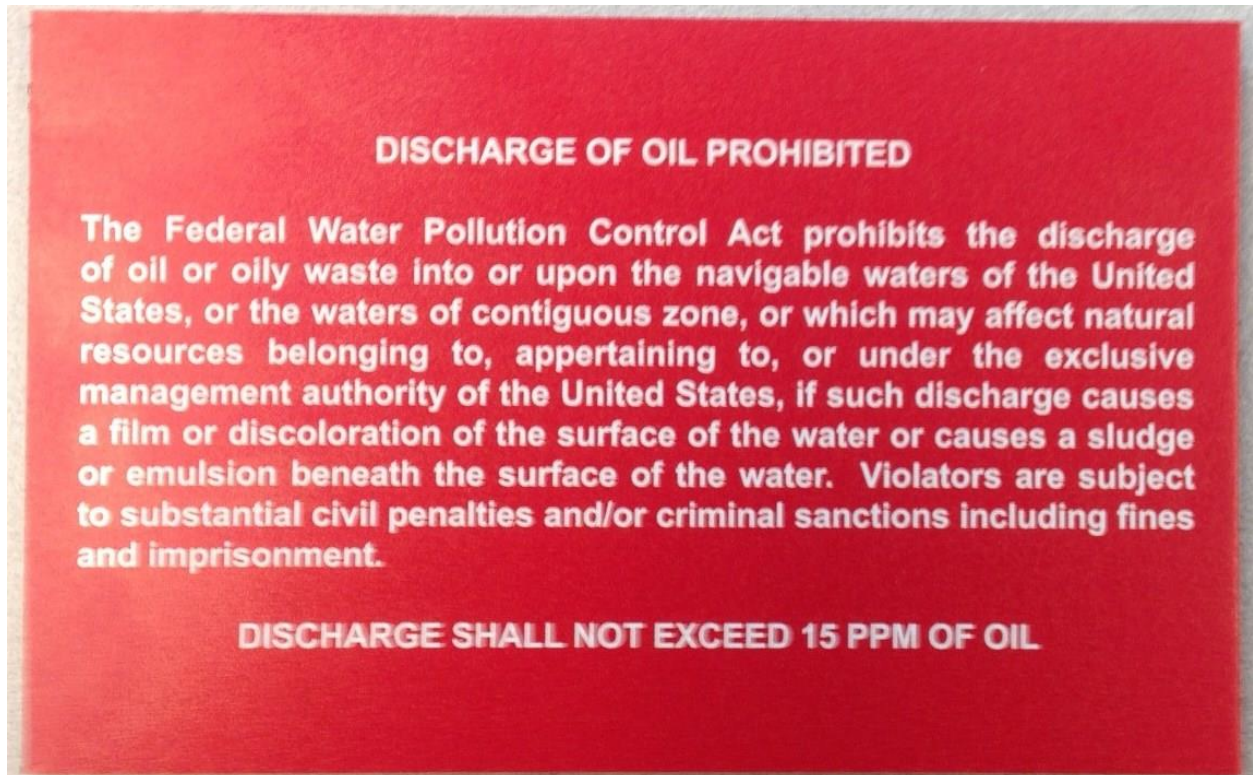 DISCHARGE OF OIL PROHIBITED
The Federal Water Pollution Control Act prohibits the discharge
of oil or oily waste into or upon the navigable waters of the United
States, or the waters of contiguous zone, or which may affect natural
resources belonging to, appertaining to, or under the exclusive
management authority of the United States, if such discharge causes
a film or discoloration of the surface of the water or causes a sludge
or emulsion beneath the surface of the water. Violators are subject
to substantial civil penalties and/or criminal sanctions including fines
and imprisonment.
DISCHARGE SHALL NOT EXCEED 15 PPM OF OIL